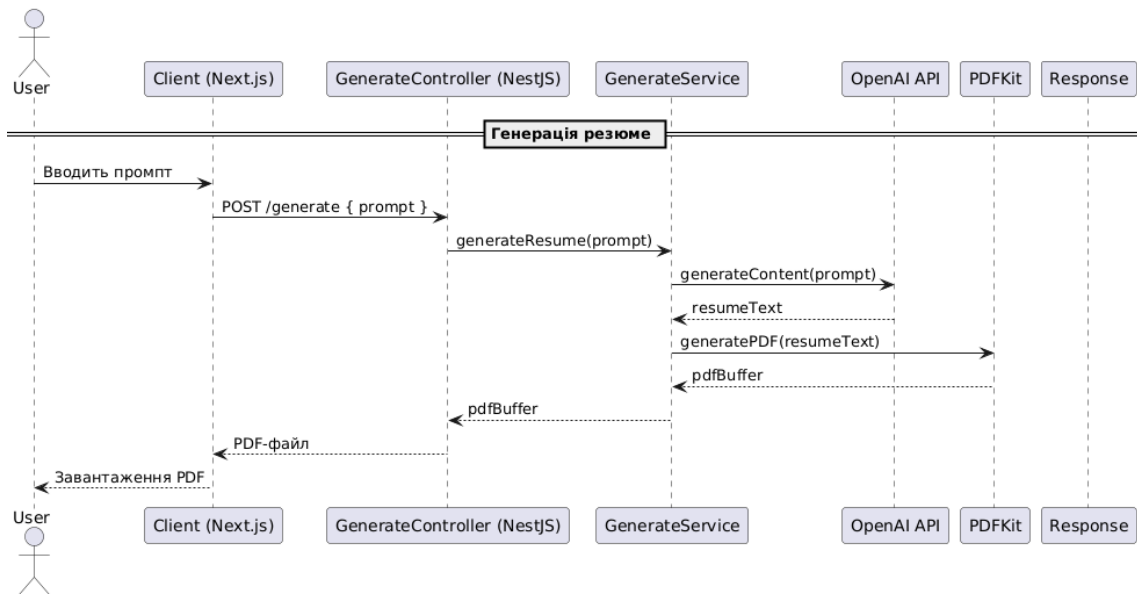 User
Client (Next.js)
GenerateController (NestJS)
GenerateService
OpenAI API
PDFKit
Response
Генерація резюме
Вводить промпт
POST /generate { prompt }
generateResume(prompt)
generateContent(prompt)
resumeText
generatePDF(resumeText)
pdfBuffer
pdfBuffer
PDF-файл
Завантаження PDF
User
Client (Next.js)
GenerateController (NestJS)
GenerateService
OpenAI API
PDFKit
Response